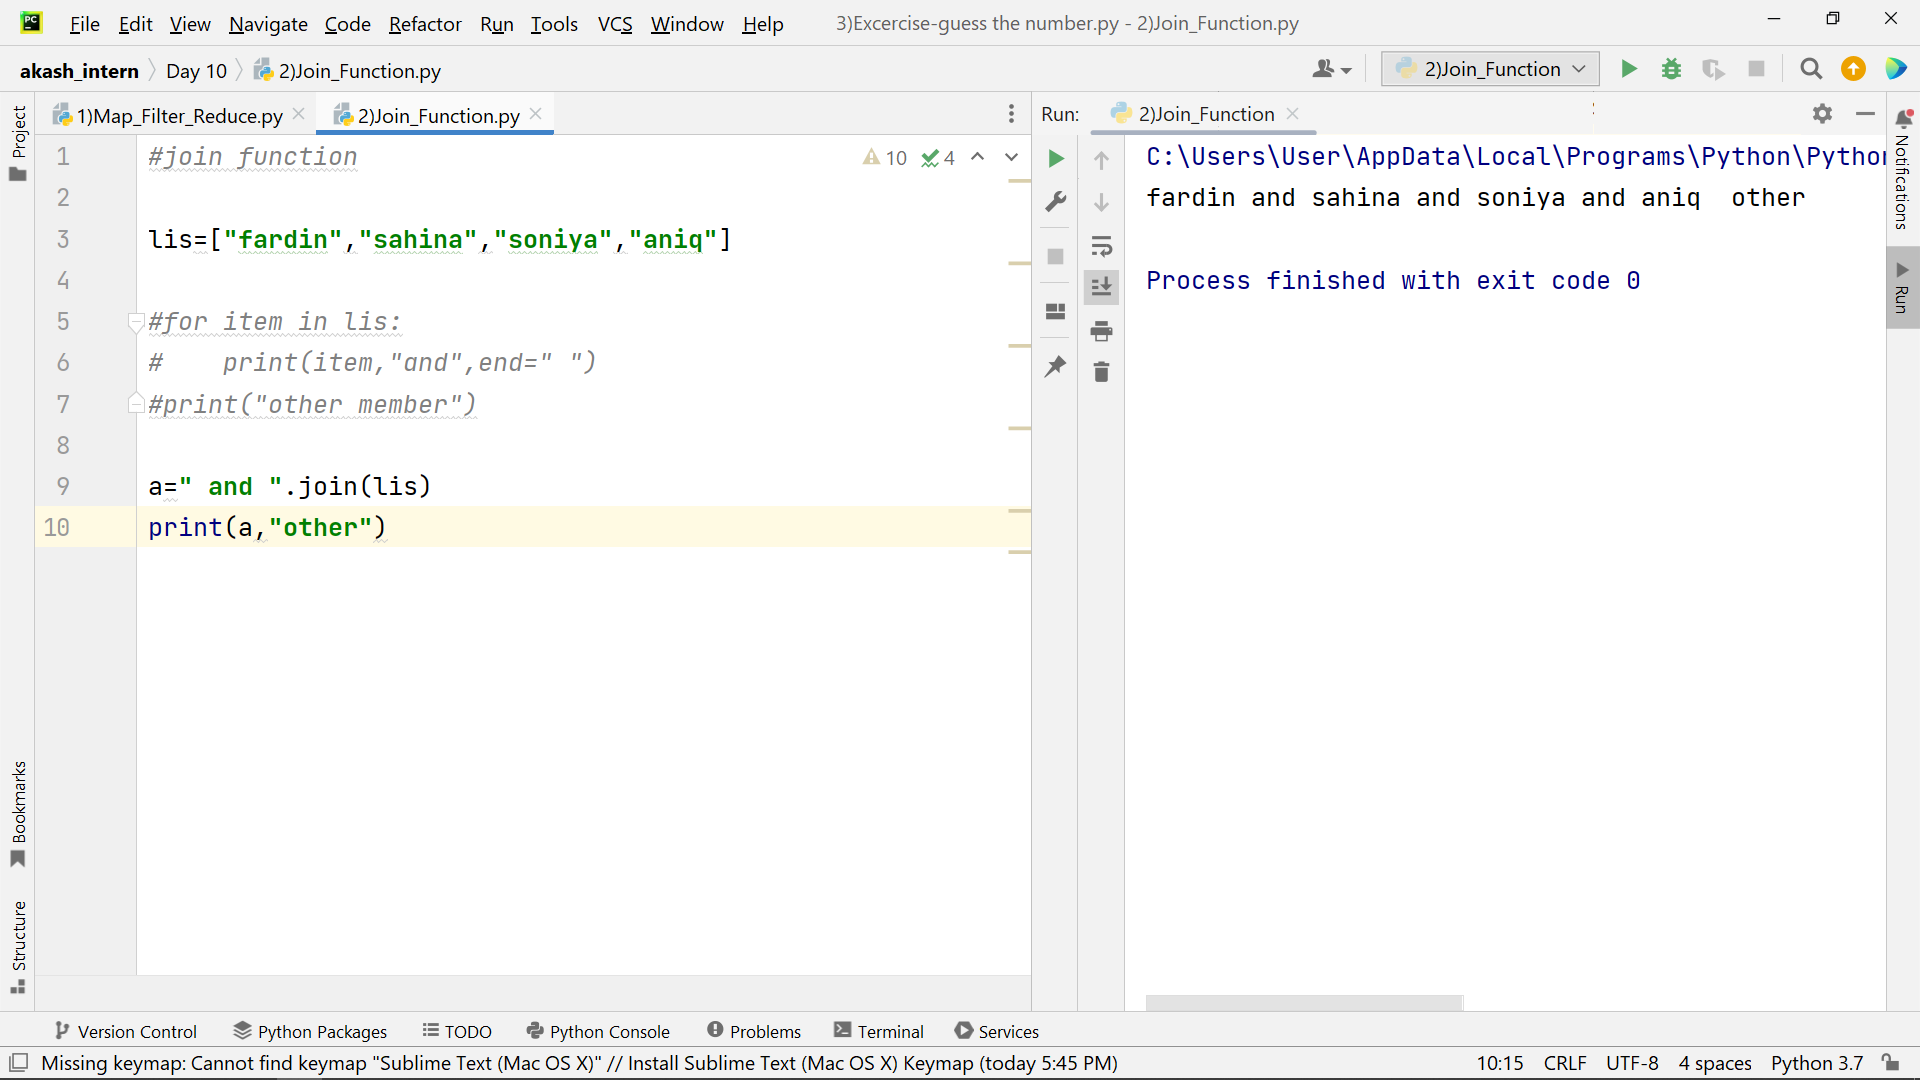 PC
File Edit View Navigate Code Refactor Run Tools VCS Window Help 3)Excercise-guess the number.py - 2)Join_Function.py
akash_intern Day 10 2)Join_Function.py 2)Join_Function
1)Map_Filter_Reduce.py 2)Join_Function.py Run: 2)Join_Function
Project
1 #join function 10 4
2
3 lis=["fardin","sahina","soniya","aniq"]
4
5 #for item in lis:
6 #    print(item,"and",end=" ")
7 #print("other member")
8
9 a=" and ".join(lis)
10 print(a,"other")
C:\Users\User\AppData\Local\Programs\Python\Python
fardin and sahina and soniya and aniq  other
Process finished with exit code 0
Notifications
Run
Bookmarks
Structure
Version Control Python Packages TODO Python Console Problems Terminal Services
Missing keymap: Cannot find keymap "Sublime Text (Mac OS X)" // Install Sublime Text (Mac OS X) Keymap (today 5:45 PM) 10:15 CRLF UTF-8 4 spaces Python 3.7